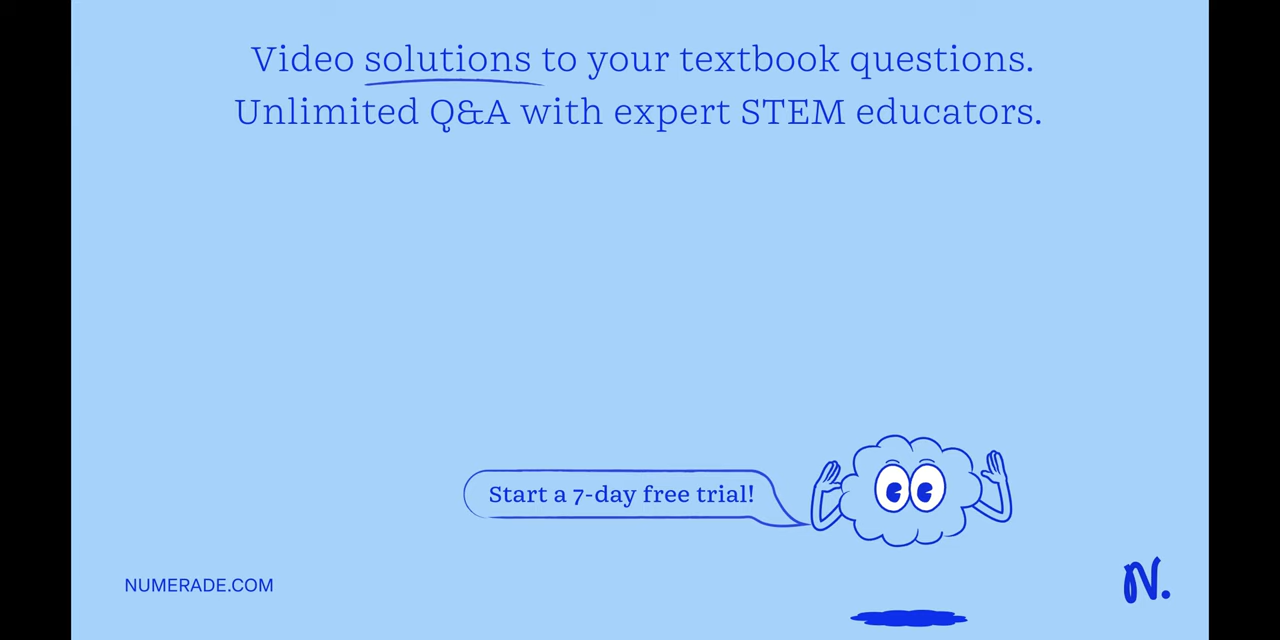 Video solutions to your textbook questions.
Unlimited Q&A with expert STEM educators.
Start a 7-day free trial!
NUMERADE.COM
N.